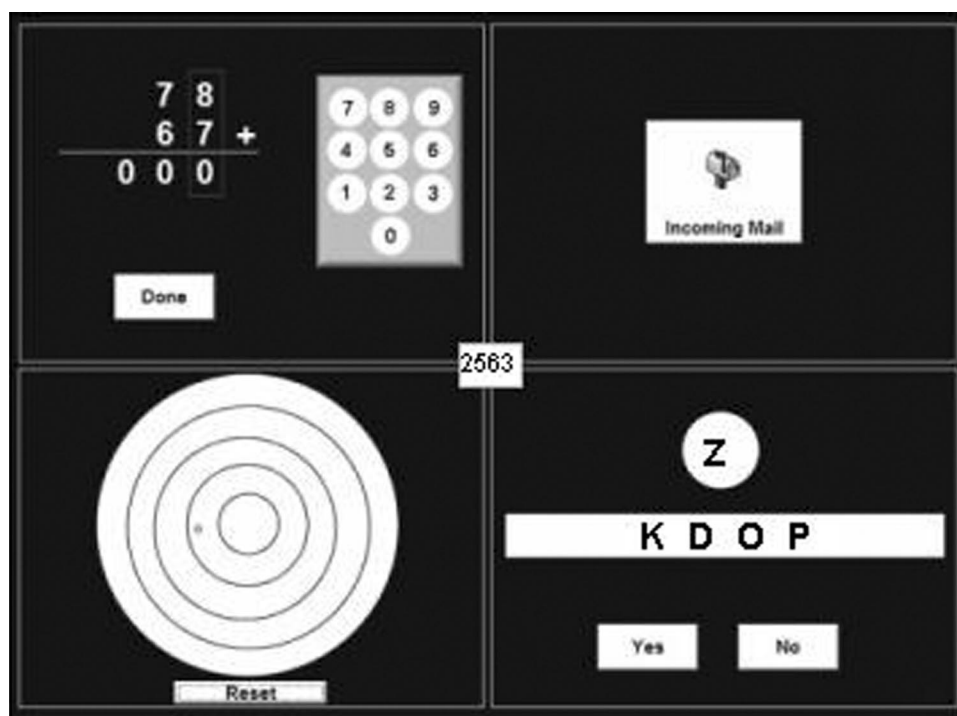 7 8
6 7 +
0 0 0
7 8 9
4 5 6
1 2 3
0
Done
Incoming Mail
2563
Reset
Z
K D O P
Yes No